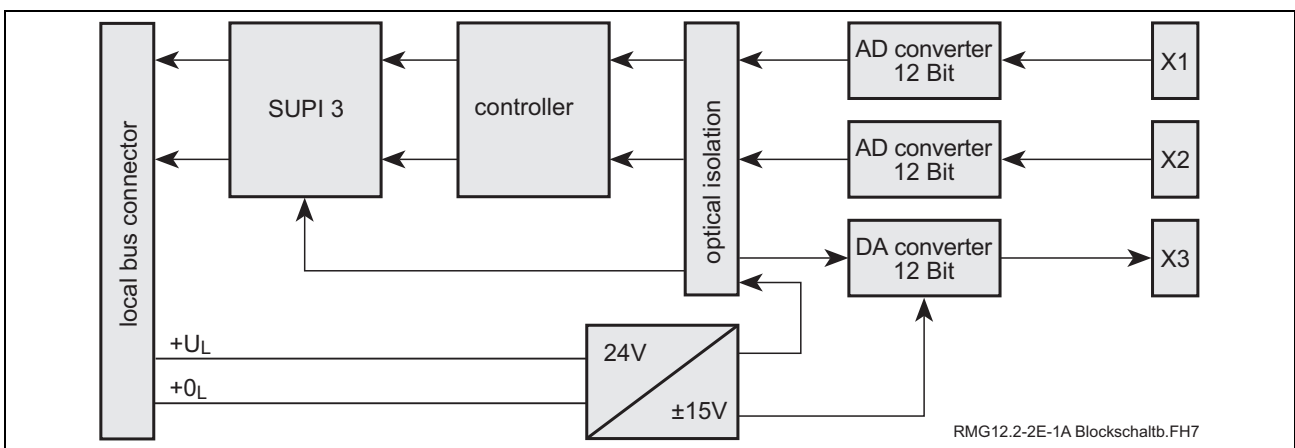 local bus connector
SUPI 3
controller
optical isolation
AD converter
12 Bit
X1
AD converter
12 Bit
X2
DA converter
12 Bit
X3
+UL
+0L
24V
±15V
RMG12.2-2E-1A Blockschaltb.FH7